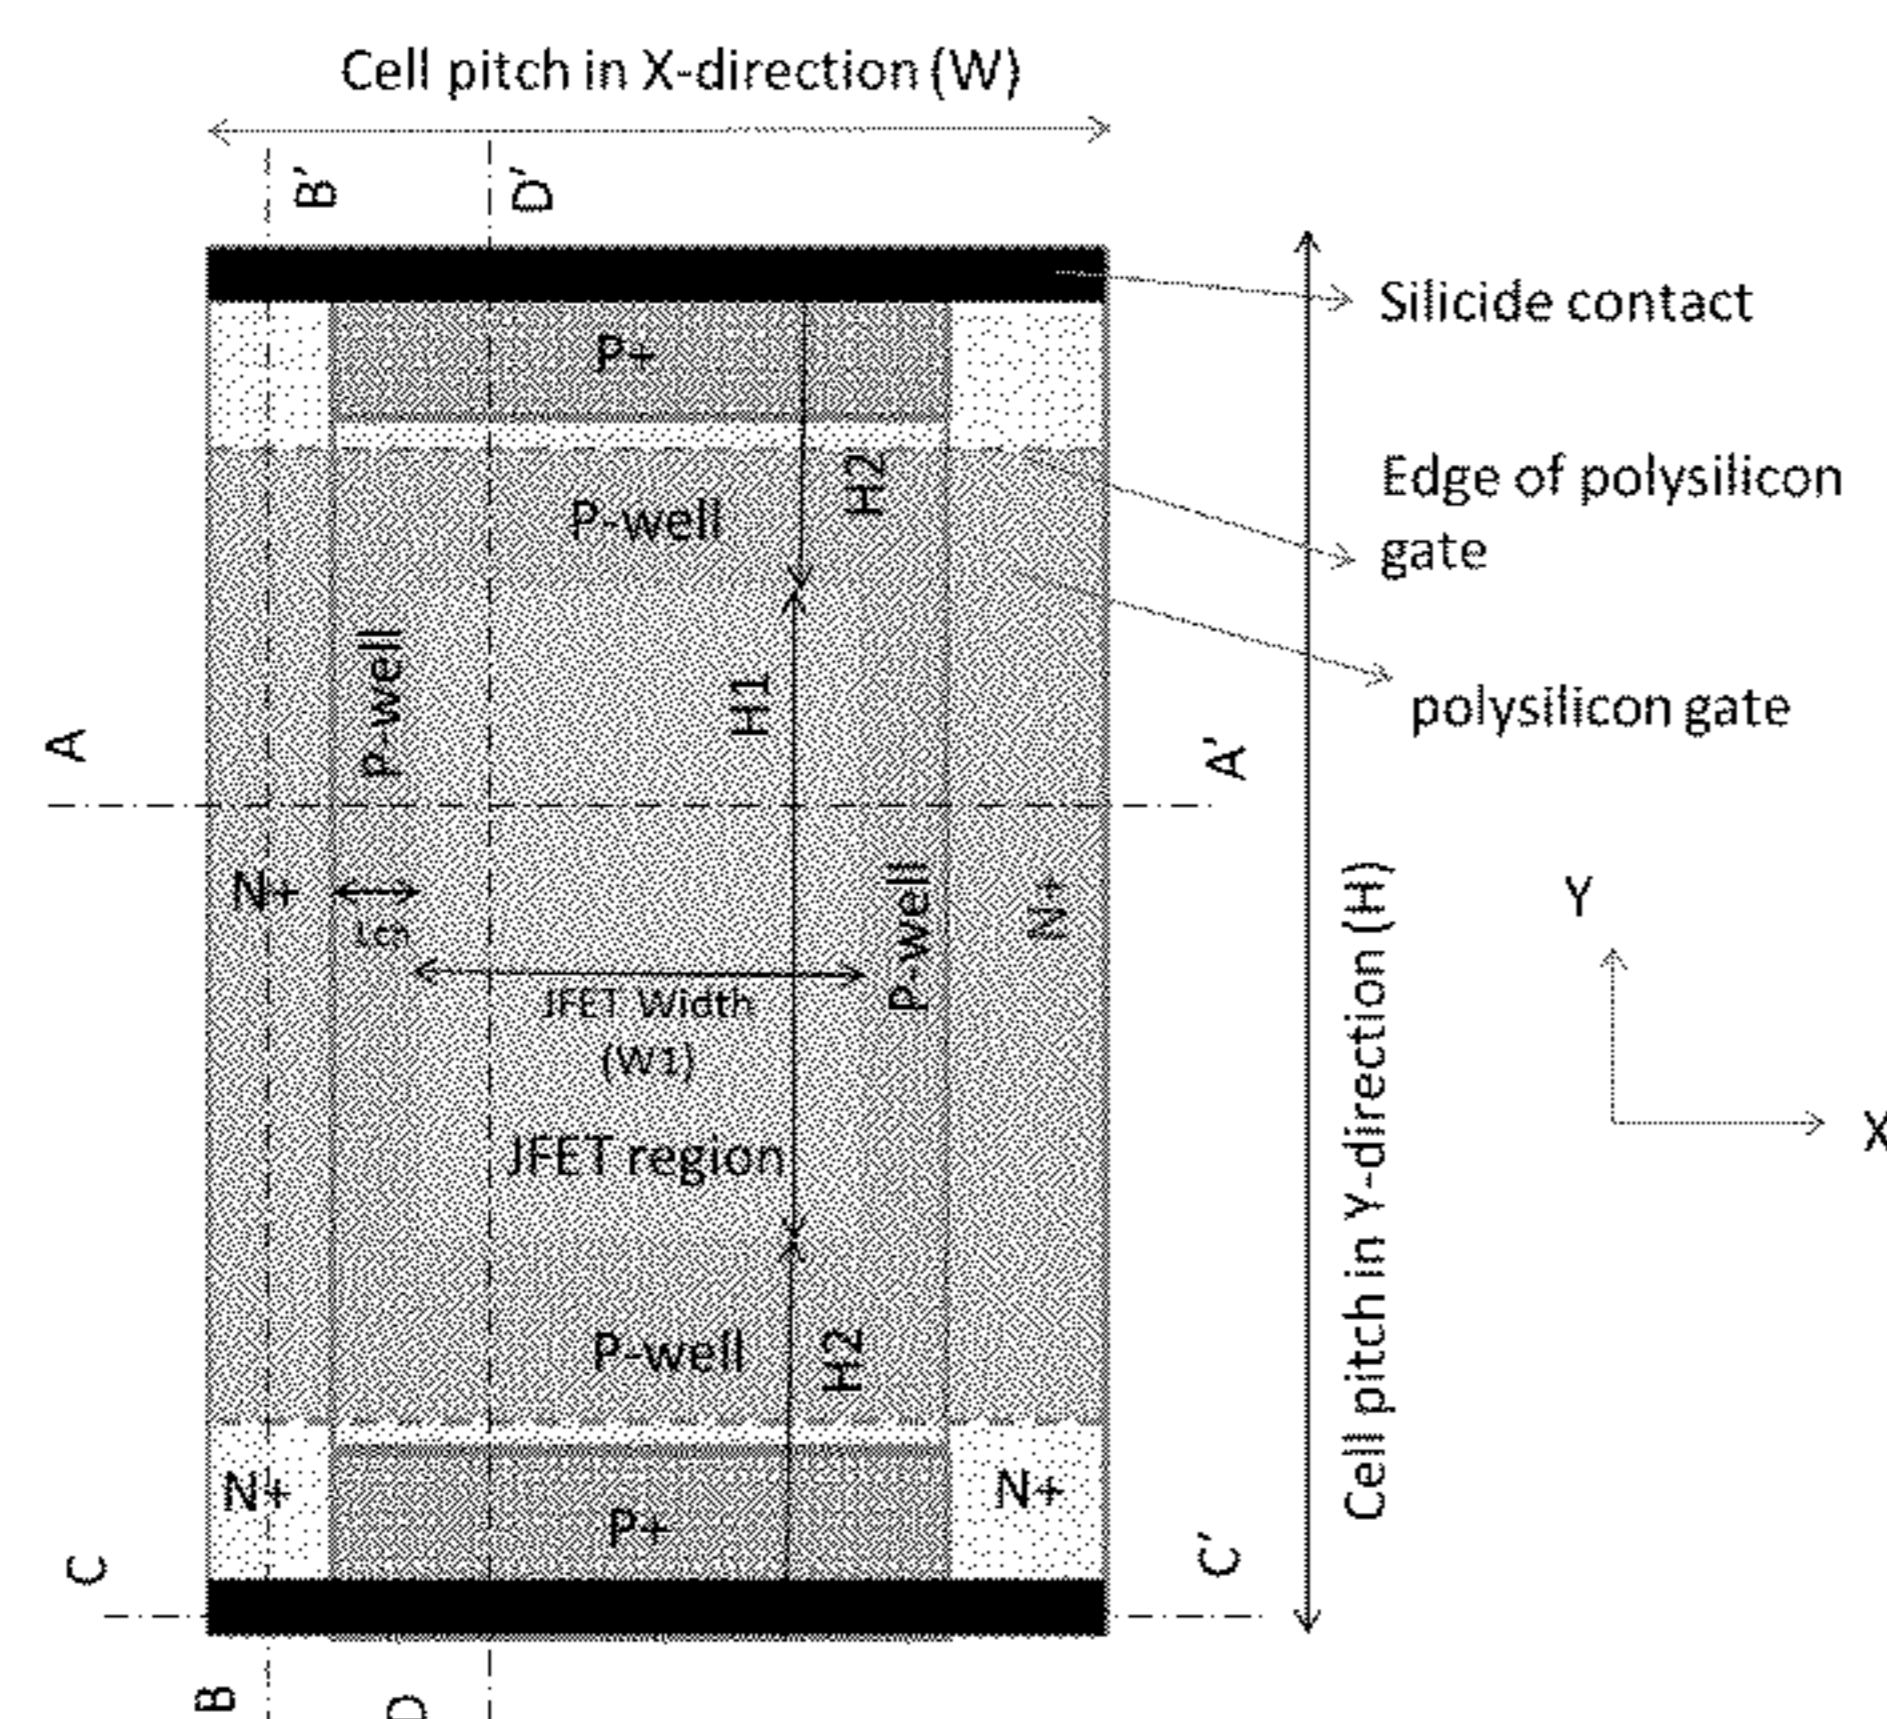 Cell pitch in X-direction (W)
B'
D'
Silicide contact
P+
H2
Edge of polysilicon
gate
P-well
P-well
H1
polysilicon gate
A
A'
N+
P-well
N+
Y
JFET Width
(W1)
X
JFET region
Cell pitch in Y-direction (H)
P-well
H2
N+
N+
P+
C
C'
B
D